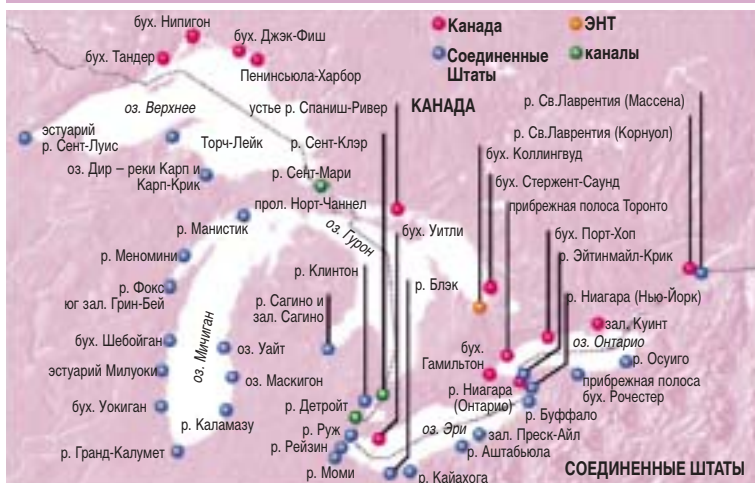 бух. Нипигон
бух. Джэк-Фиш
бух. Тандер
Пенинсьюла-Харбор
Канада
ЭНТ
Соединенные
Штаты
каналы
оз. Верхнее
устье р. Спаниш-Ривер
КАНАДА
р. Св.Лаврентия (Массена)
эстуарий
р. Сент-Луис
Торч-Лейк
р. Сент-Клэр
р. Св.Лаврентия (Корнуол)
бух. Коллингвуд
оз. Дир – реки Карп и
Карп-Крик
р. Сент-Мари
бух. Стержент-Саунд
прол. Норт-Чаннел
прибрежная полоса Торонто
р. Манистик
оз. Гурон
бух. Уитли
бух. Порт-Хоп
р. Меномини
р. Клинтон
р. Блэк
р. Эйтинмайл-Крик
р. Фокс
юг зал. Грин-Бей
р. Сагино и
зал. Сагино
р. Ниагара (Нью-Йорк)
зал. Куинт
бух. Шебойган
оз. Мичиган
оз. Уайт
бух.
Гамильтон
оз. Онтарио
р. Осуиго
эстуарий Милуоки
оз. Маскигон
р. Ниагара
(Онтарио)
прибрежная полоса
бух. Рочестер
бух. Уокиган
р. Каламазу
р. Детройт
р. Буффало
р. Руж
оз. Эри
зал. Преск-Айл
р. Гранд-Калумет
р. Рейзин
р. Аштабьюла
р. Моми
р. Кайахога
СОЕДИНЕННЫЕ ШТАТЫ